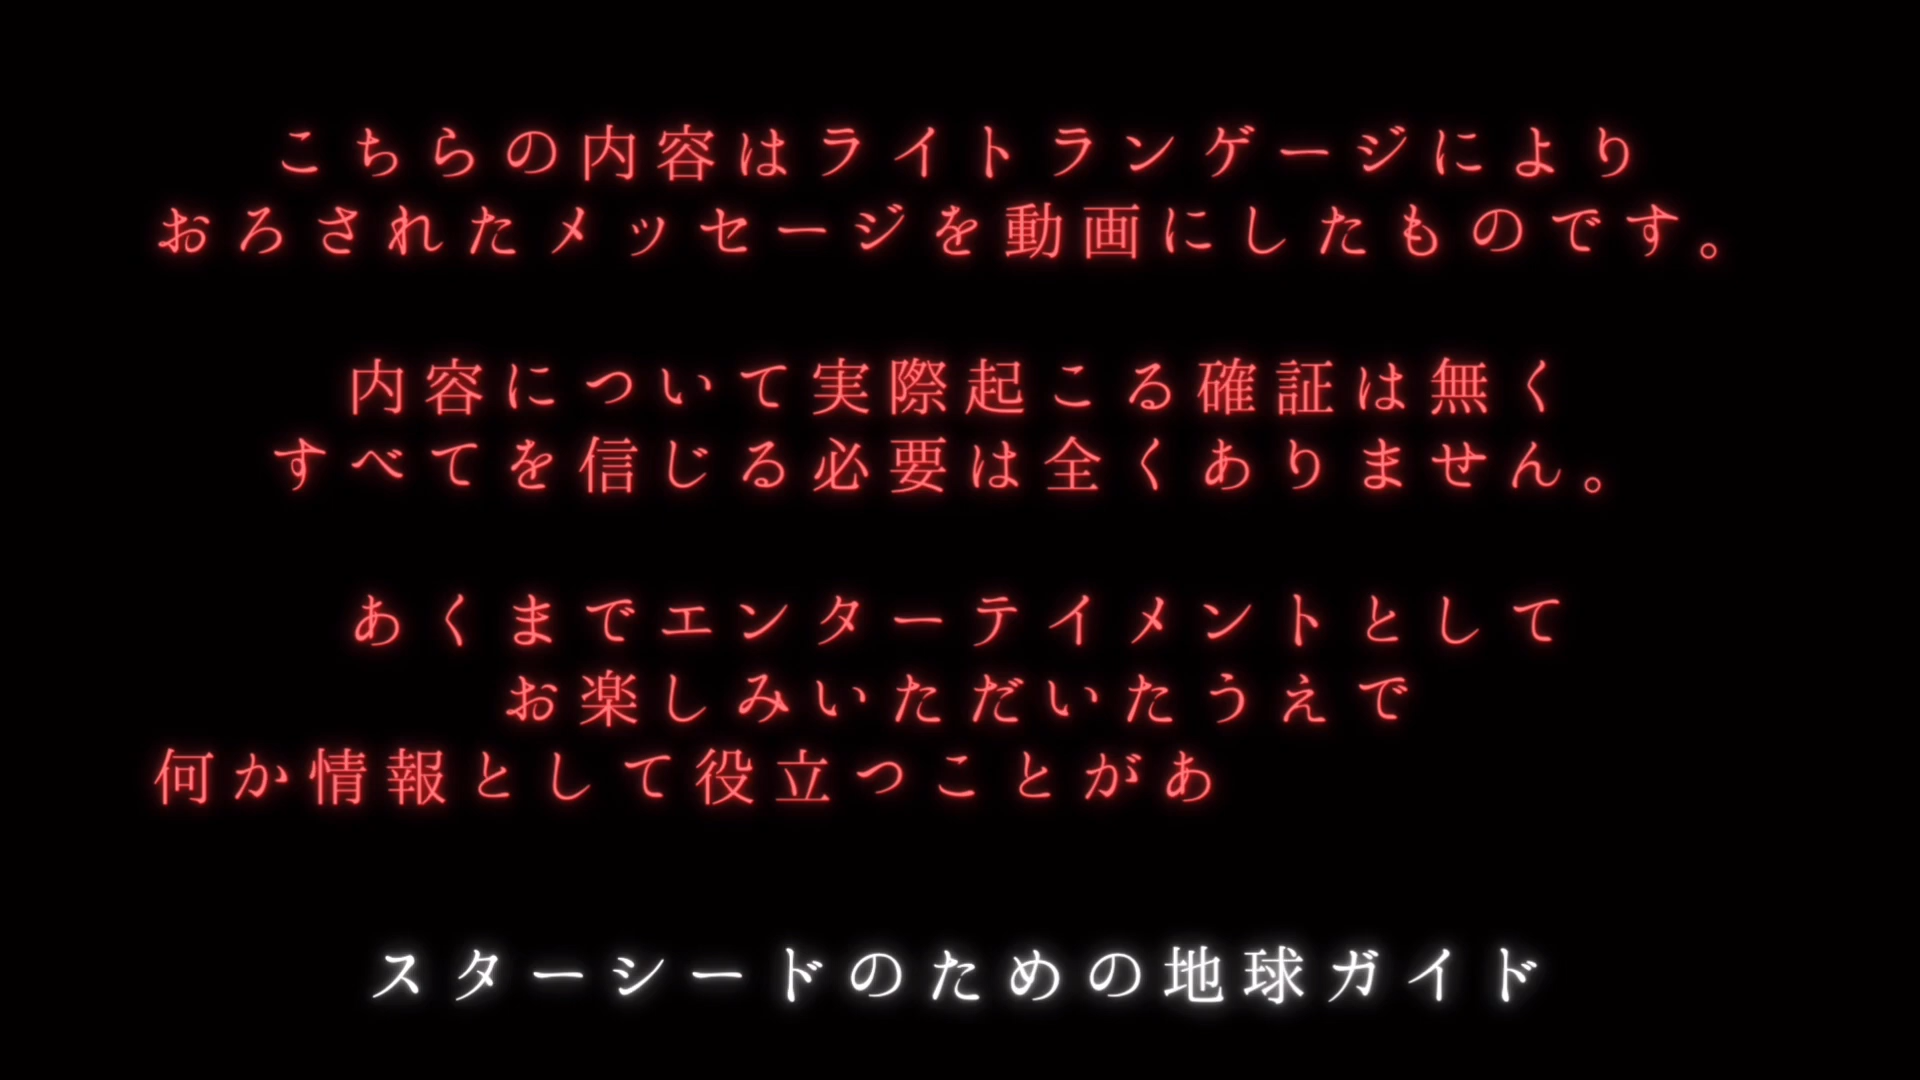 こちらの内容はライトランゲージにより
おろされたメッセージを動画にしたものです。
内容について実際起こる確証は無く
すべてを信じる必要は全くありません。
あくまでエンターテイメントとして
お楽しみいただいたうえで
何か情報として役立つことがあ
スターシードのための地球ガイド